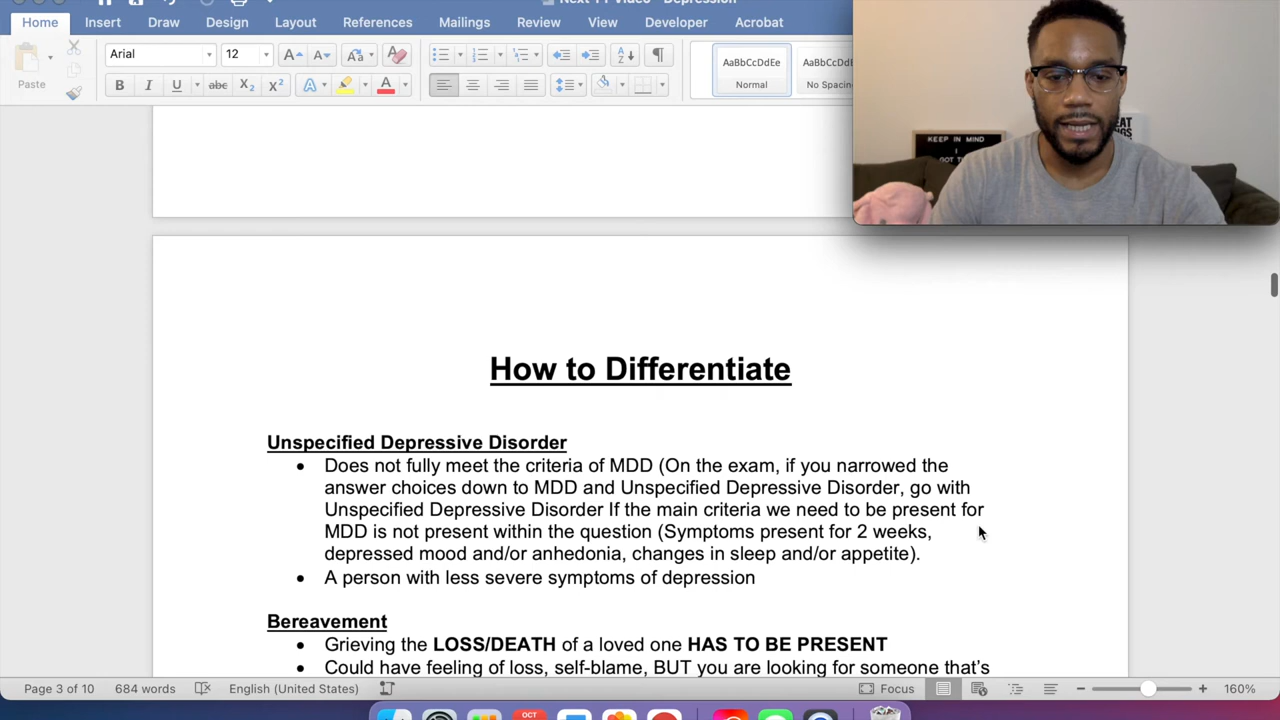 Home Insert Draw Design Layout References Mailings Review View Developer Acrobat
Arial 12
Paste
AaBbCcDdEe
Normal
No Spacing
KEEP IN MIND
I
How to Differentiate
Unspecified Depressive Disorder
• Does not fully meet the criteria of MDD (On the exam, if you narrowed the
answer choices down to MDD and Unspecified Depressive Disorder, go with
Unspecified Depressive Disorder If the main criteria we need to be present for
MDD is not present within the question (Symptoms present for 2 weeks,
depressed mood and/or anhedonia, changes in sleep and/or appetite).
• A person with less severe symptoms of depression
Bereavement
• Grieving the LOSS/DEATH of a loved one HAS TO BE PRESENT
• Could have feeling of loss, self-blame, BUT you are looking for someone that's
Page 3 of 10 684 words English (United States) Focus 160%
OCT